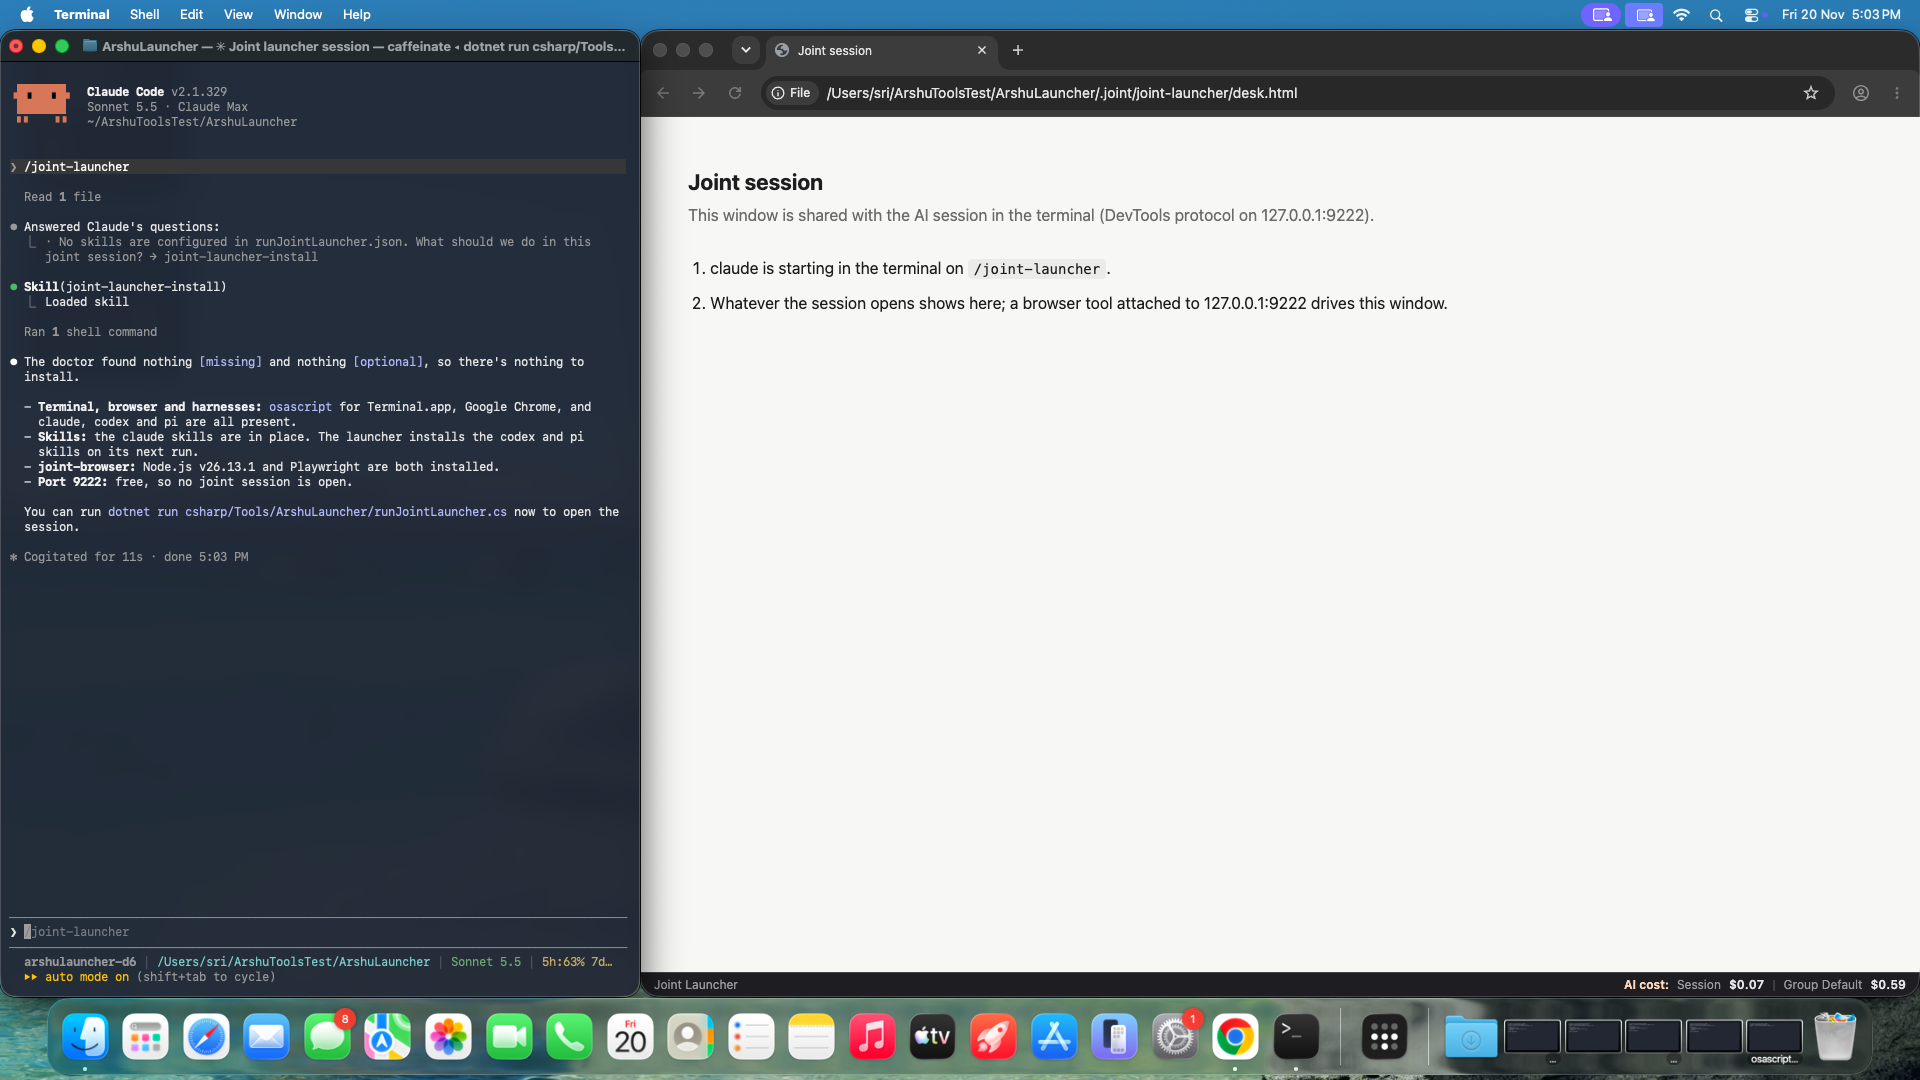 Terminal Shell Edit View Window Help
Fri 20 Nov 5:03 PM
ArshuLauncher — ✳ Joint launcher session — caffeinate ◂ dotnet run csharp/Tools...
Claude Code v2.1.329
Sonnet 5.5 · Claude Max
~/ArshuToolsTest/ArshuLauncher
❯ /joint-launcher
Read 1 file
● Answered Claude's questions:
⎿ · No skills are configured in runJointLauncher.json. What should we do in this
joint session? → joint-launcher-install
● Skill(joint-launcher-install)
⎿ Loaded skill
Ran 1 shell command
● The doctor found nothing [missing] and nothing [optional], so there's nothing to
install.
- Terminal, browser and harnesses: osascript for Terminal.app, Google Chrome, and
claude, codex and pi are all present.
- Skills: the claude skills are in place. The launcher installs the codex and pi
skills on its next run.
- joint-browser: Node.js v26.13.1 and Playwright are both installed.
- Port 9222: free, so no joint session is open.
You can run dotnet run csharp/Tools/ArshuLauncher/runJointLauncher.cs now to open the
session.
✻ Cogitated for 11s · done 5:03 PM
❯ /joint-launcher
arshulauncher-d6 | /Users/sri/ArshuToolsTest/ArshuLauncher | Sonnet 5.5 | 5h:63% 7d…
⏵⏵ auto mode on (shift+tab to cycle)
Joint session
File /Users/sri/ArshuToolsTest/ArshuLauncher/.joint/joint-launcher/desk.html
Joint session
This window is shared with the AI session in the terminal (DevTools protocol on 127.0.0.1:9222).
1. claude is starting in the terminal on /joint-launcher .
2. Whatever the session opens shows here; a browser tool attached to 127.0.0.1:9222 drives this window.
Joint Launcher
AI cost: Session $0.07 | Group Default $0.59
8
Fri
20
tv
1
>_
...
...
osascript...